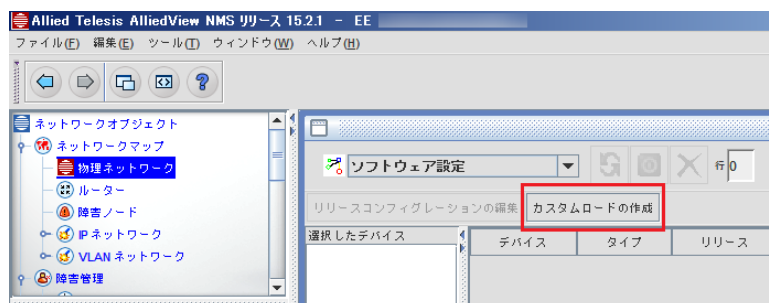 Allied Telesis AlliedView NMS リリース 15.2.1 - EE
ファイル(F) 編集(E) ツール(T) ウィンドウ(W) ヘルプ(H)
ネットワークオブジェクト
ネットワークマップ
物理ネットワーク
ルーター
障害ノード
IP ネットワーク
VLAN ネットワーク
障害管理
ソフトウェア設定
行 0
リリースコンフィグレーションの編集
カスタムロードの作成
選択したデバイス
デバイス タイプ リリース